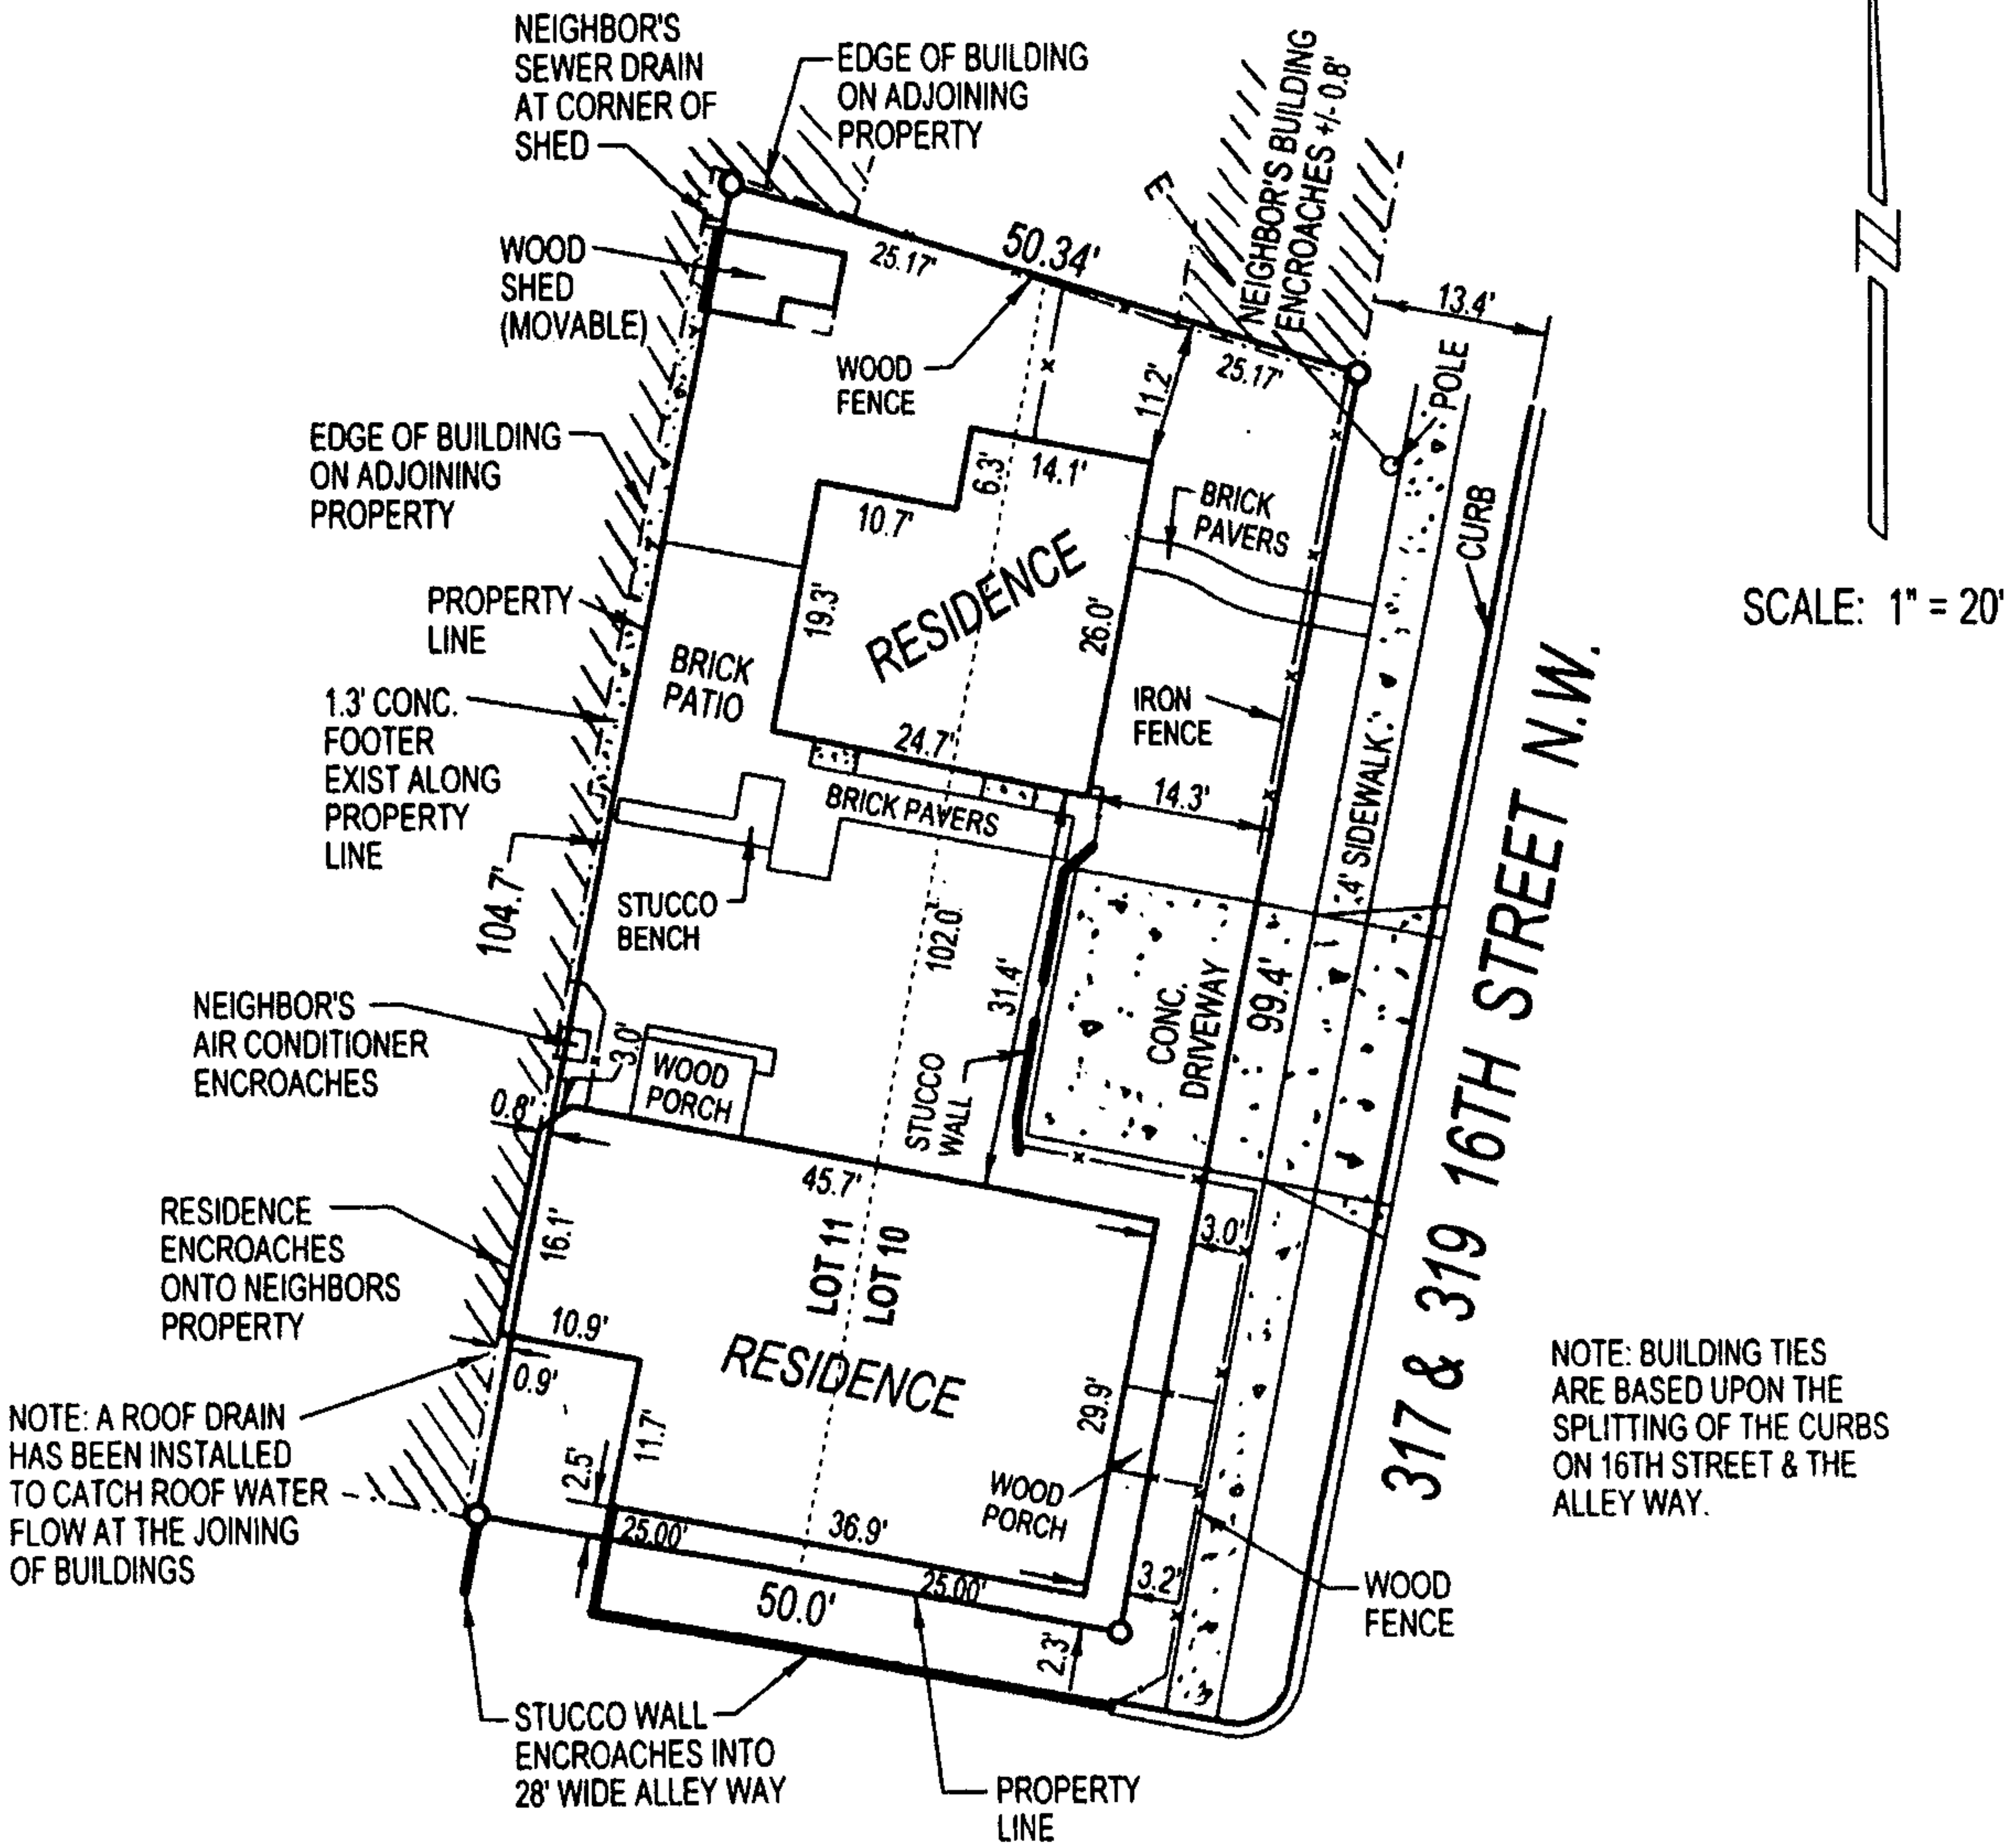 NEIGHBOR'S
SEWER DRAIN
AT CORNER OF
SHED
EDGE OF BUILDING
ON ADJOINING
PROPERTY
NEIGHBOR'S BUILDING
ENCROACHES +/- 0.8'
E
WOOD
SHED
(MOVABLE)
25.17'
50.34'
25.17'
13.4'
WOOD
FENCE
11.2'
POLE
EDGE OF BUILDING
ON ADJOINING
PROPERTY
6.3'
14.1'
10.7'
BRICK
PAVERS
CURB
SCALE: 1" = 20'
PROPERTY
LINE
19.3'
RESIDENCE
26.0'
BRICK
PATIO
1.3' CONC.
FOOTER
EXIST ALONG
PROPERTY
LINE
24.7'
IRON
FENCE
14.3'
BRICK PAVERS
4' SIDEWALK
104.7'
STUCCO
BENCH
102.0'
31.4'
CONC.
DRIVEWAY
99.4'
317 & 319 16TH STREET N.W.
NEIGHBOR'S
AIR CONDITIONER
ENCROACHES
3.0'
WOOD
PORCH
STUCCO
WALL
0.8'
45.7'
RESIDENCE
ENCROACHES
ONTO NEIGHBORS
PROPERTY
16.1'
LOT 11
LOT 10
3.0'
10.9'
RESIDENCE
0.9'
29.9'
NOTE: A ROOF DRAIN
HAS BEEN INSTALLED
TO CATCH ROOF WATER
FLOW AT THE JOINING
OF BUILDINGS
NOTE: BUILDING TIES
ARE BASED UPON THE
SPLITTING OF THE CURBS
ON 16TH STREET & THE
ALLEY WAY.
2.5'
11.7'
WOOD
PORCH
25.00'
36.9'
25.00'
3.2'
50.0'
WOOD
FENCE
2.3'
STUCCO WALL
ENCROACHES INTO
28' WIDE ALLEY WAY
PROPERTY
LINE